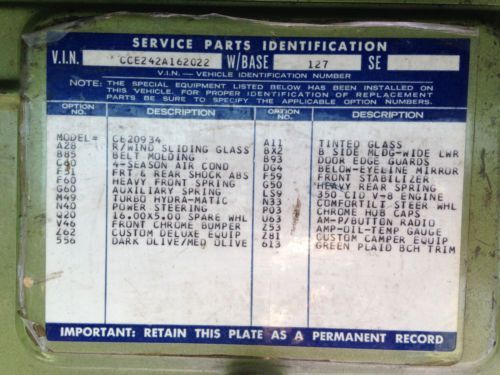 SERVICE PARTS IDENTIFICATION
V.I.N. CCE242A162022 W/BASE 127 SE
V.I.N. — VEHICLE IDENTIFICATION NUMBER
NOTE: THE SPECIAL EQUIPMENT LISTED BELOW HAS BEEN INSTALLED
ON THIS VEHICLE. FOR PROPER IDENTIFICATION OF REPLACEMENT
PARTS BE SURE TO SPECIFY THE APPLICABLE OPTION NUMBERS.
OPTION NO. DESCRIPTION OPTION NO. DESCRIPTION
MODEL= CE20934
A28 R/WIND SLIDING GLASS
B85 BELT MOLDING
C60 4-SEASON AIR COND
F51 FRT & REAR SHOCK ABS
F60 HEAVY FRONT SPRING
G60 AUXILIARY SPRING
M49 TURBO HYDRA-MATIC
N40 POWER STEERING
U20 16.00X5.00 SPARE WHL
V46 FRONT CHROME BUMPER
Z62 CUSTOM DELUXE EQUIP
556 DARK OLIVE/MED OLIVE
A11 TINTED GLASS
BX2 B SIDE MLDG-WIDE LWR
B93 DOOR EDGE GUARDS
DG4 BELOW-EYELINE MIRROR
F59 FRONT STABILIZER
G50 HEAVY REAR SPRING
LS9 350 CID V-8 ENGINE
N33 COMFORTILT STEER WHL
P03 CHROME HUB CAPS
U63 AM-P/BUTTON RADIO
Z53 AMP-OIL-TEMP GAUGE
Z81 CUSTOM CAMPER EQUIP
613 GREEN PLAID BCH TRIM
IMPORTANT: RETAIN THIS PLATE AS A PERMANENT RECORD